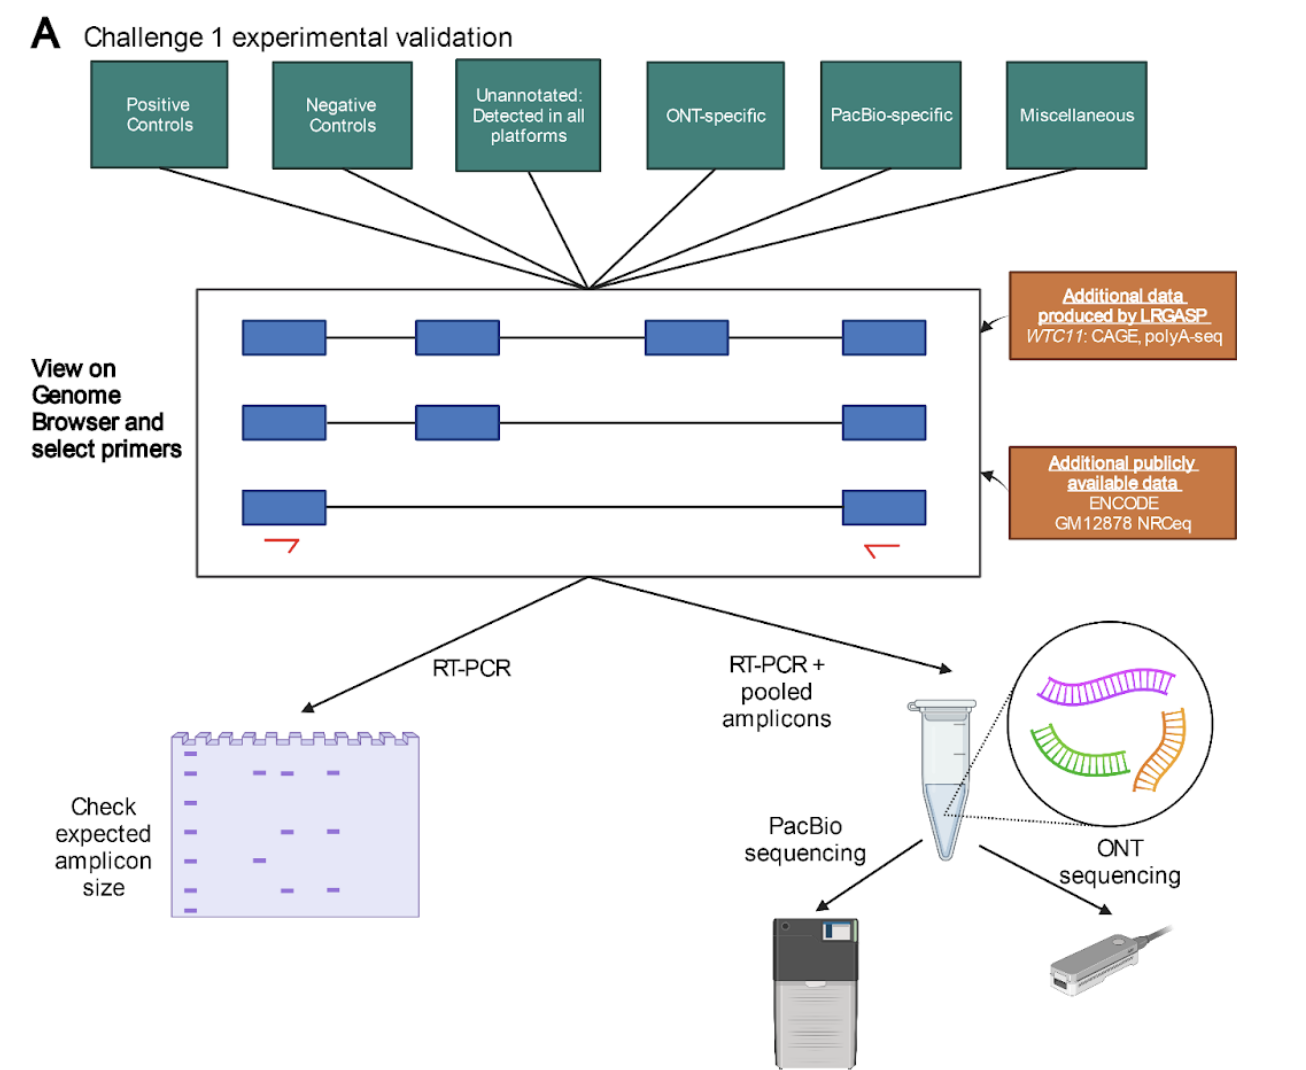 A Challenge 1 experimental validation
Positive
Controls
Negative
Controls
Unannotated:
Detected in all
platforms
ONT-specific
PacBio-specific
Miscellaneous
View on
Genome
Browser and
select primers
Additional data
produced by LRGASP
WTC11: CAGE, polyA-seq
Additional publicly
available data
ENCODE
GM12878 NRCeq
RT-PCR
RT-PCR +
pooled
amplicons
Check
expected
amplicon
size
PacBio
sequencing
ONT
sequencing